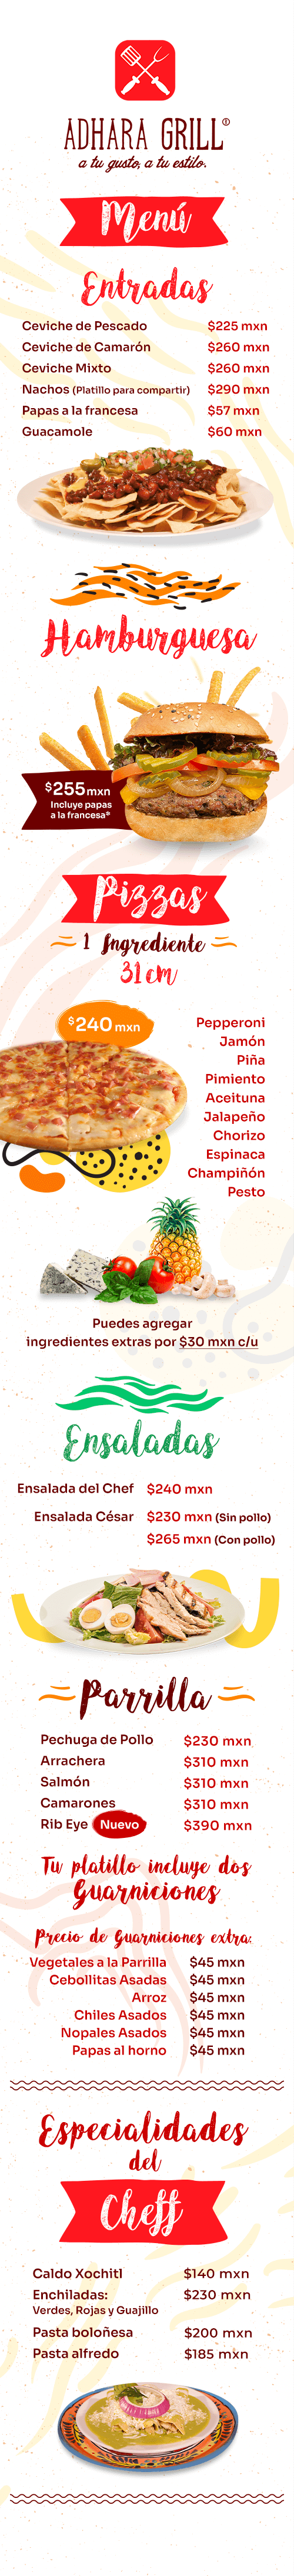 ADHARA GRILL®
a tu gusto, a tu estilo.
Menú
Entradas
Ceviche de Pescado $225 mxn
Ceviche de Camarón $260 mxn
Ceviche Mixto $260 mxn
Nachos (Platillo para compartir) $290 mxn
Papas a la francesa $57 mxn
Guacamole $60 mxn
Hamburguesa
$255 mxn
Incluye papas
a la francesa*
Pizzas
1 Ingrediente
31 cm
$240 mxn
Pepperoni
Jamón
Piña
Pimiento
Aceituna
Jalapeño
Chorizo
Espinaca
Champiñón
Pesto
Puedes agregar
ingredientes extras por $30 mxn c/u
Ensaladas
Ensalada del Chef $240 mxn
Ensalada César $230 mxn (Sin pollo)
$265 mxn (Con pollo)
Parrilla
Pechuga de Pollo $230 mxn
Arrachera $310 mxn
Salmón $310 mxn
Camarones $310 mxn
Rib Eye Nuevo $390 mxn
Tu platillo incluye dos
Guarniciones
Precio de Guarniciones extra:
Vegetales a la Parrilla $45 mxn
Cebollitas Asadas $45 mxn
Arroz $45 mxn
Chiles Asados $45 mxn
Nopales Asados $45 mxn
Papas al horno $45 mxn
Especialidades
del
Cheff
Caldo Xochitl $140 mxn
Enchiladas: $230 mxn
Verdes, Rojas y Guajillo
Pasta boloñesa $200 mxn
Pasta alfredo $185 mxn